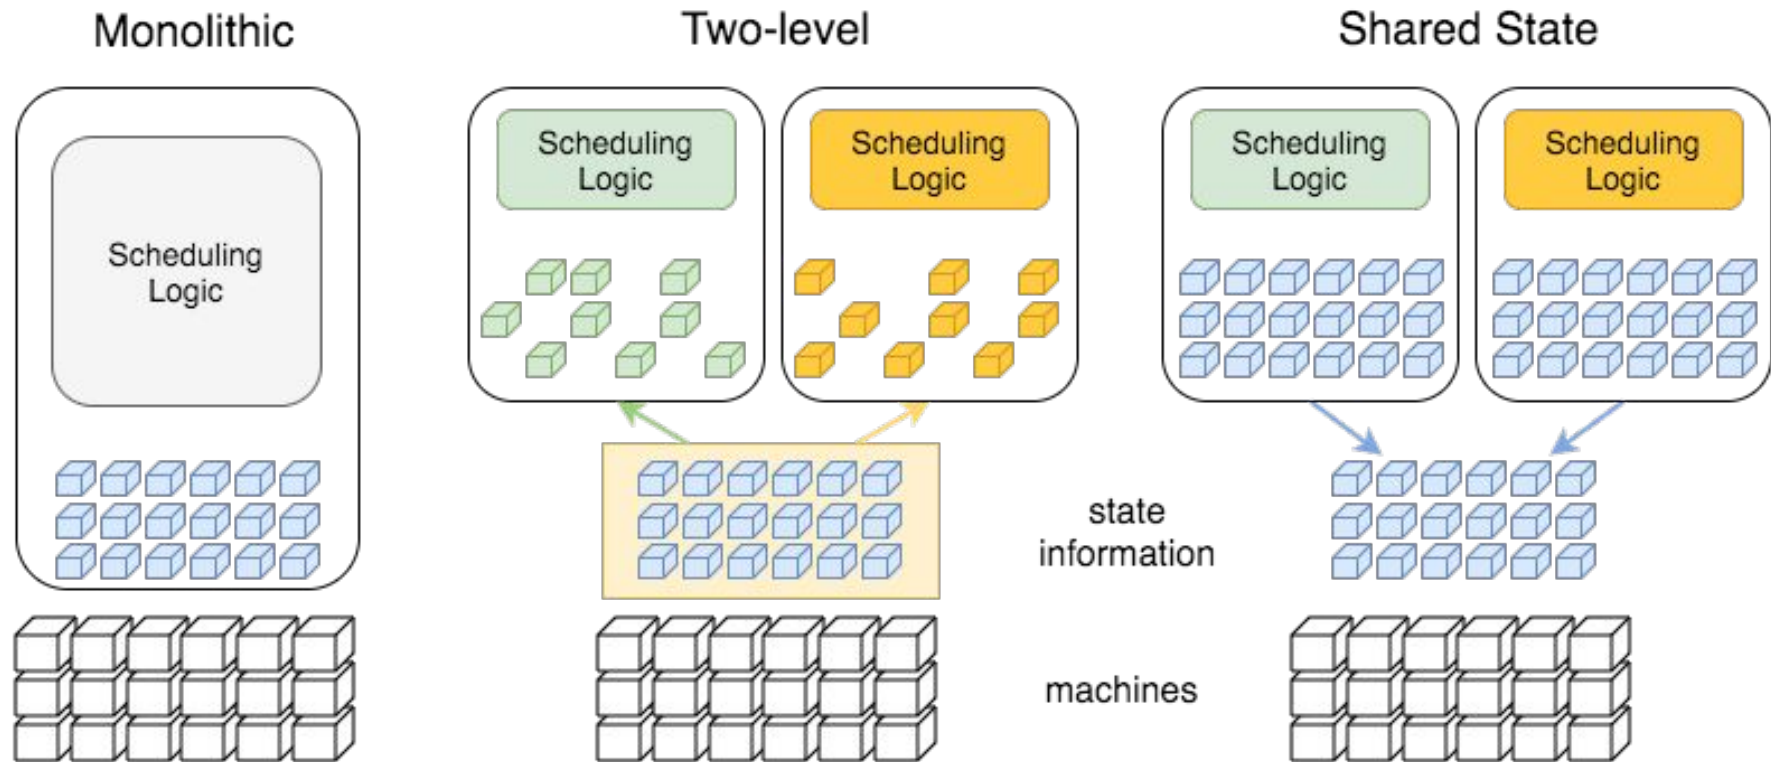 Monolithic
Two-level
Shared State
Scheduling
Logic
Scheduling
Logic
Scheduling
Logic
Scheduling
Logic
Scheduling
Logic
state
information
machines